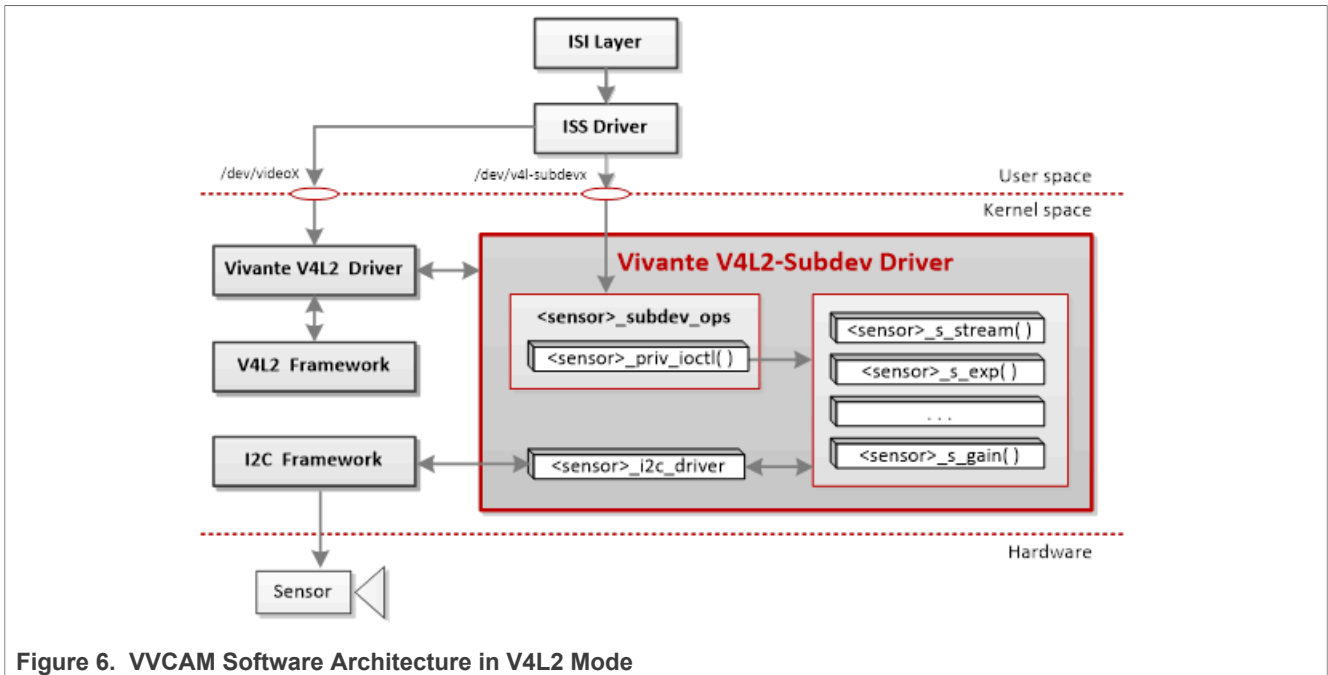 ISI Layer
ISS Driver
/dev/videoX
/dev/v4l-subdevx
User space
Kernel space
Vivante V4L2 Driver
Vivante V4L2-Subdev Driver
<sensor>_subdev_ops
<sensor>_priv_ioctl( )
<sensor>_s_stream( )
<sensor>_s_exp( )
. . .
<sensor>_s_gain( )
V4L2 Framework
I2C Framework
<sensor>_i2c_driver
Hardware
Sensor
Figure 6. VVCAM Software Architecture in V4L2 Mode